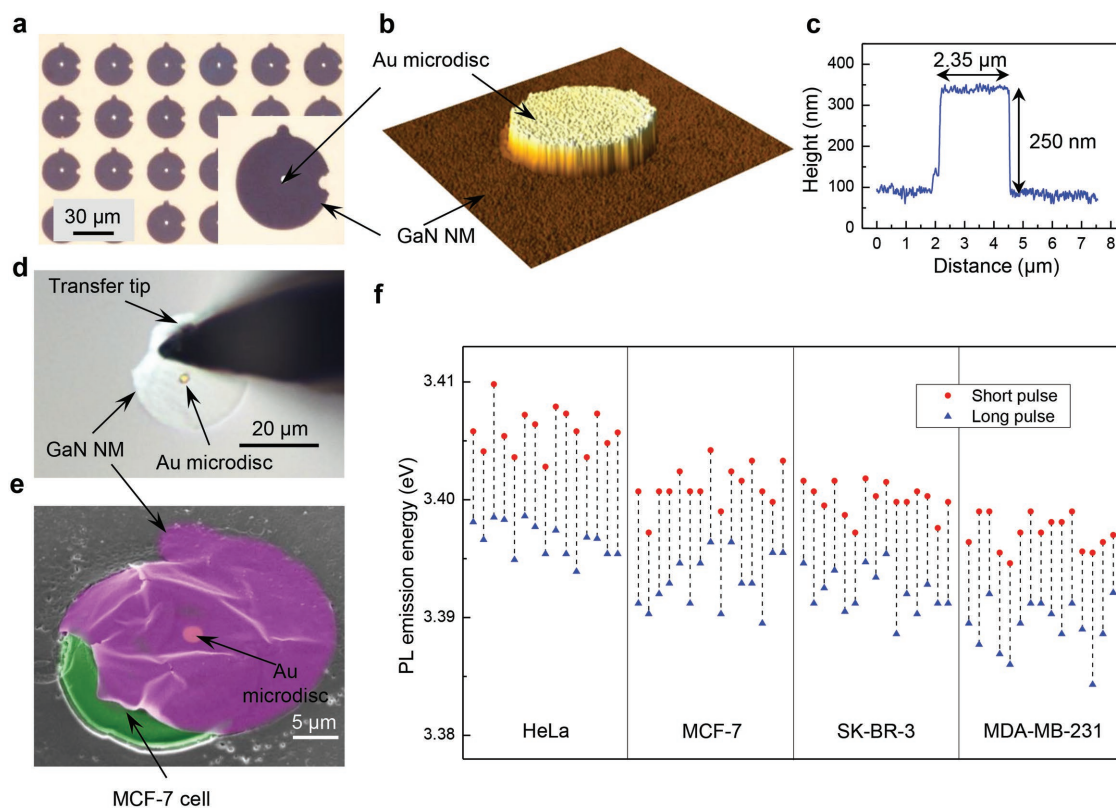 a
30 µm
b
Au microdisc
GaN NM
c
2.35 µm
250 nm
Height (nm)
400
300
200
100
0
0 1 2 3 4 5 6 7 8
Distance (µm)
d
Transfer tip
GaN NM
Au microdisc
20 µm
e
Au
microdisc
5 µm
MCF-7 cell
f
PL emission energy (eV)
3.41
3.40
3.39
3.38
Short pulse
Long pulse
HeLa
MCF-7
SK-BR-3
MDA-MB-231